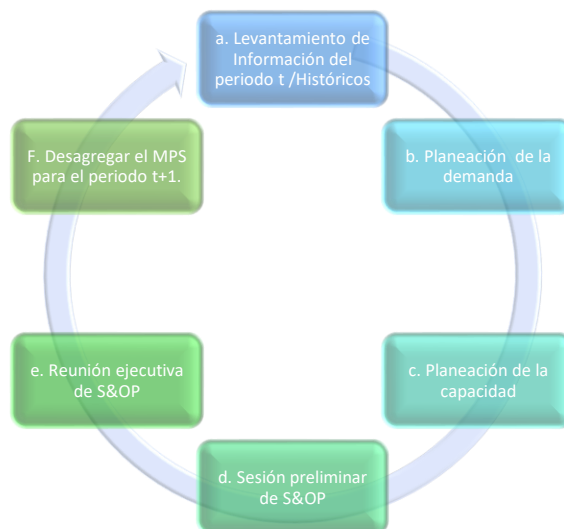 a. Levantamiento de
Información del
periodo t /Históricos
b. Planeación de la
demanda
c. Planeación de la
capacidad
d. Sesión preliminar
de S&OP
e. Reunión ejecutiva
de S&OP
F. Desagregar el MPS
para el periodo t+1.